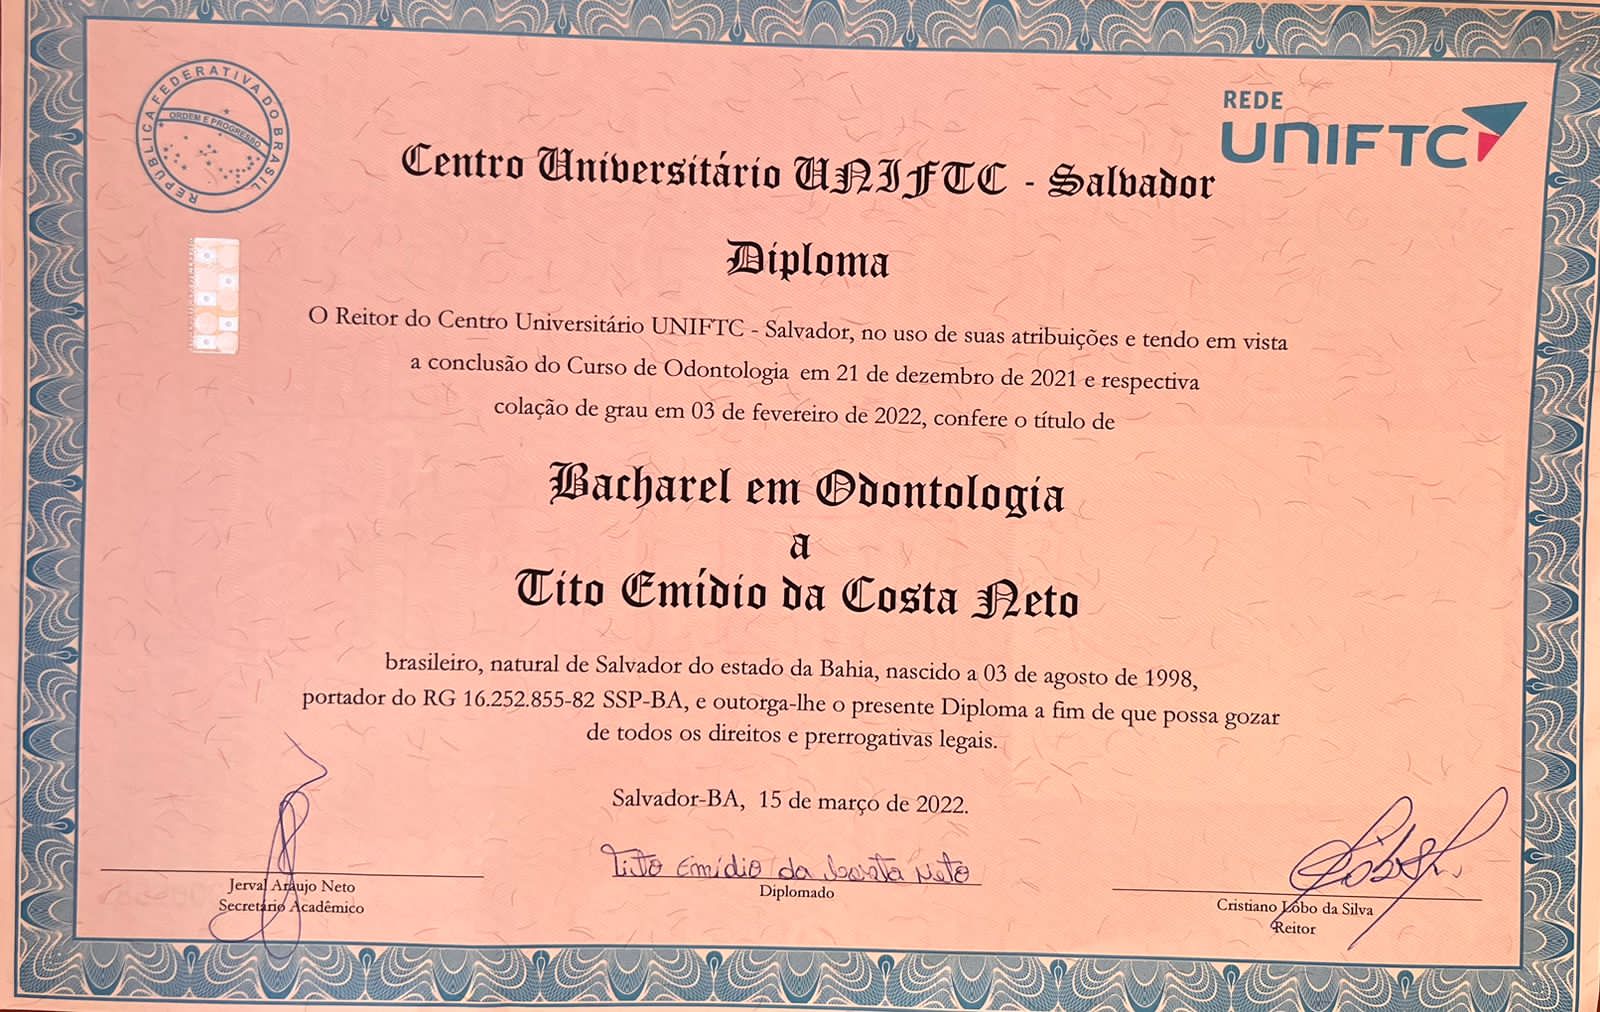 REPÚBLICA FEDERATIVA DO BRASIL
ORDEM E PROGRESSO
REDE
UNIFTC
Centro Universitário UNIFTC - Salvador
Diploma
O Reitor do Centro Universitário UNIFTC - Salvador, no uso de suas atribuições e tendo em vista
a conclusão do Curso de Odontologia em 21 de dezembro de 2021 e respectiva
colação de grau em 03 de fevereiro de 2022, confere o título de
Bacharel em Odontologia
a
Tito Emídio da Costa Neto
brasileiro, natural de Salvador do estado da Bahia, nascido a 03 de agosto de 1998,
portador do RG 16.252.855-82 SSP-BA, e outorga-lhe o presente Diploma a fim de que possa gozar
de todos os direitos e prerrogativas legais.
Salvador-BA, 15 de março de 2022.
Tito Emídio da Costa Neto
Jerval Araujo Neto
Secretário Acadêmico
Diplomado
Cristiano Lôbo da Silva
Reitor